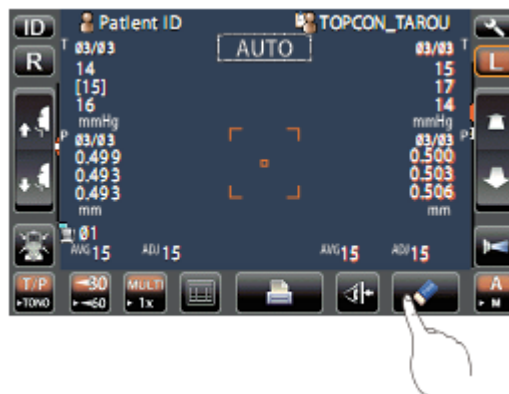 ID
Patient ID
TOPCON_TAROU
R
T 03/03
AUTO
03/03 T
L
14
15
[15]
17
16
14
mmHg
mmHg
P 03/03
03/03 P
0.499
0.500
0.493
0.503
0.493
0.506
mm
mm
01
AVG 15 ADJ 15
AVG 15 ADJ 15
T/P
▸TONO
30
▸60
MULTI
▸ 1x
A
▸ M